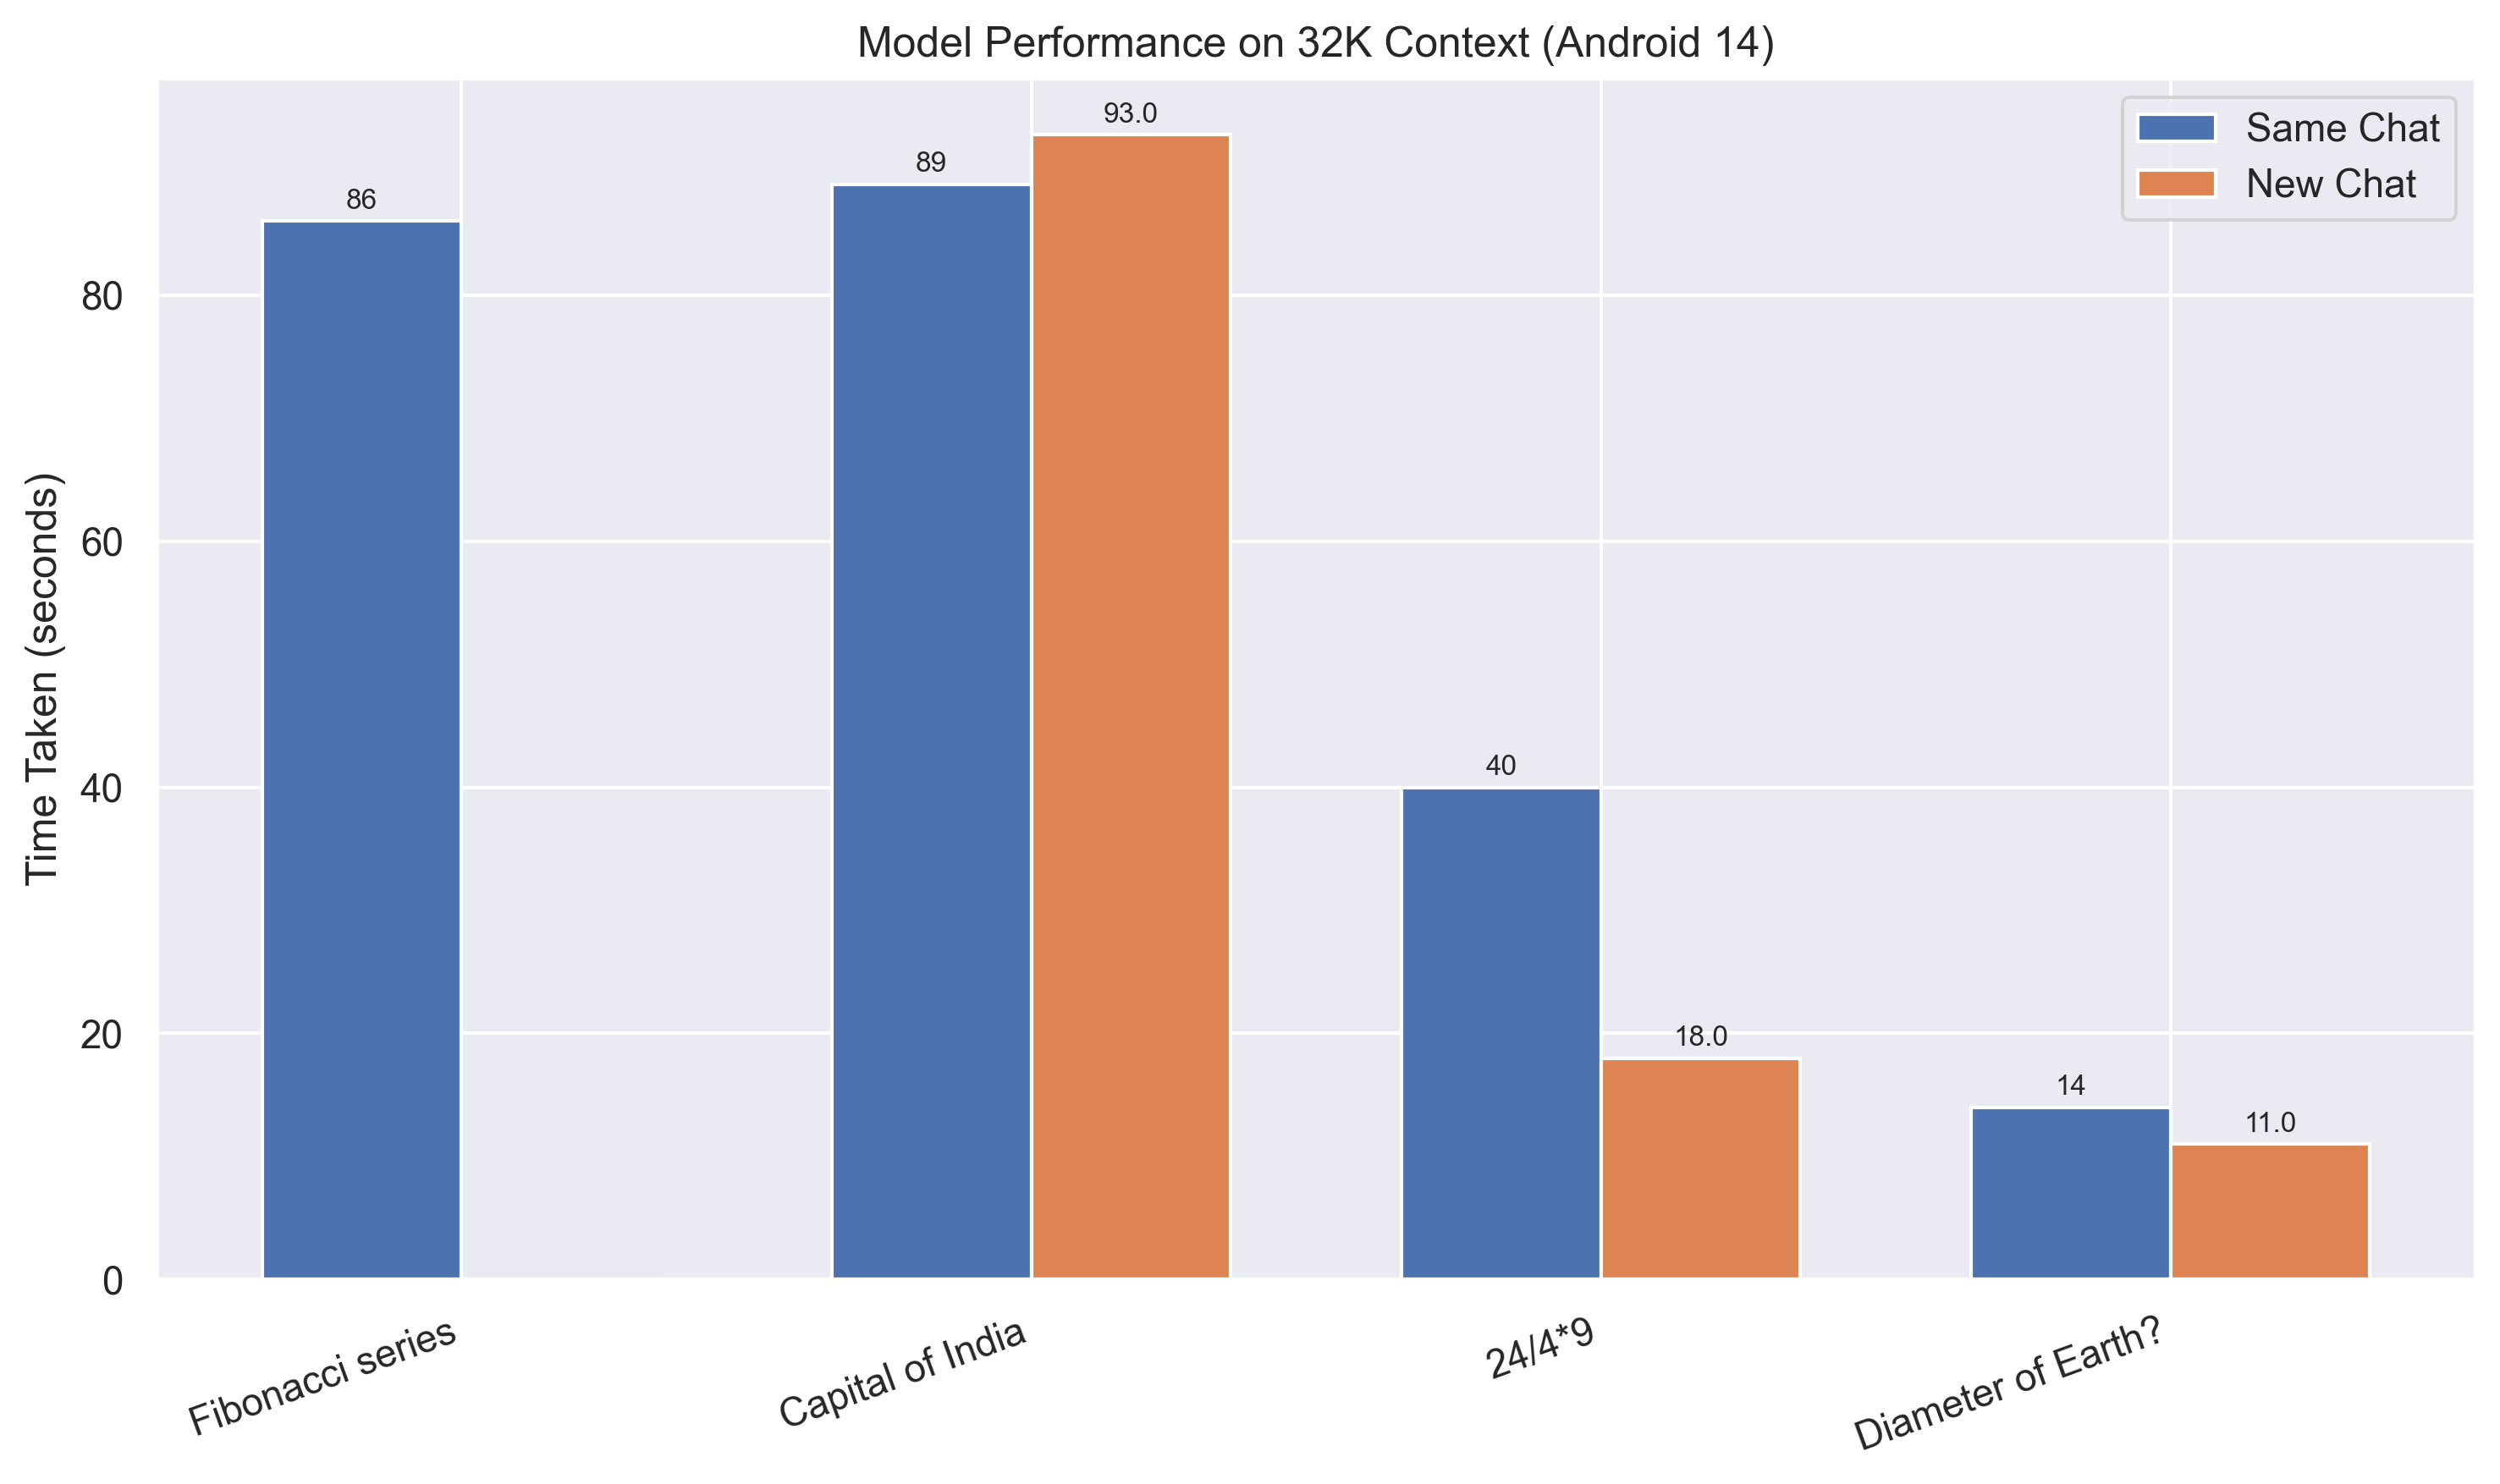 Model Performance on 32K Context (Android 14)
Same Chat
New Chat
Time Taken (seconds)
80
60
40
20
0
86
89
93.0
40
18.0
14
11.0
Fibonacci series
Capital of India
24/4*9
Diameter of Earth?